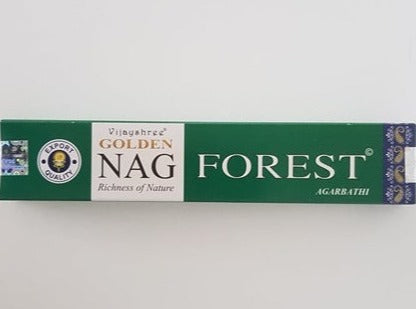 EXPORT
QUALITY
Vijayshree®
GOLDEN
NAG
Richness of Nature
FOREST©
AGARBATHI